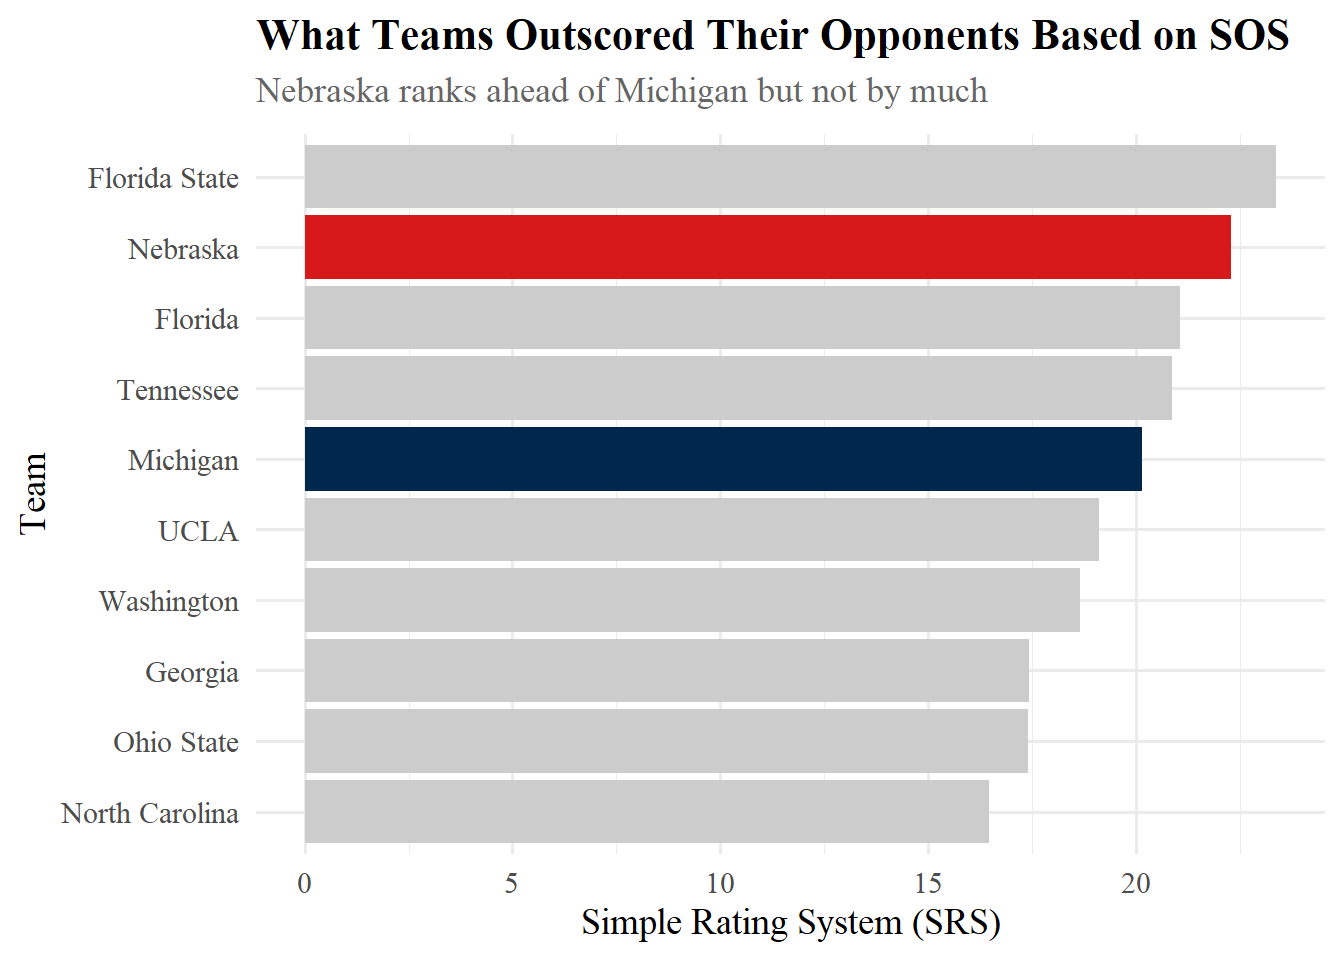 What Teams Outscored Their Opponents Based on SOS
Nebraska ranks ahead of Michigan but not by much
Florida State
Nebraska
Florida
Tennessee
Michigan
UCLA
Washington
Georgia
Ohio State
North Carolina
Team
0 5 10 15 20
Simple Rating System (SRS)